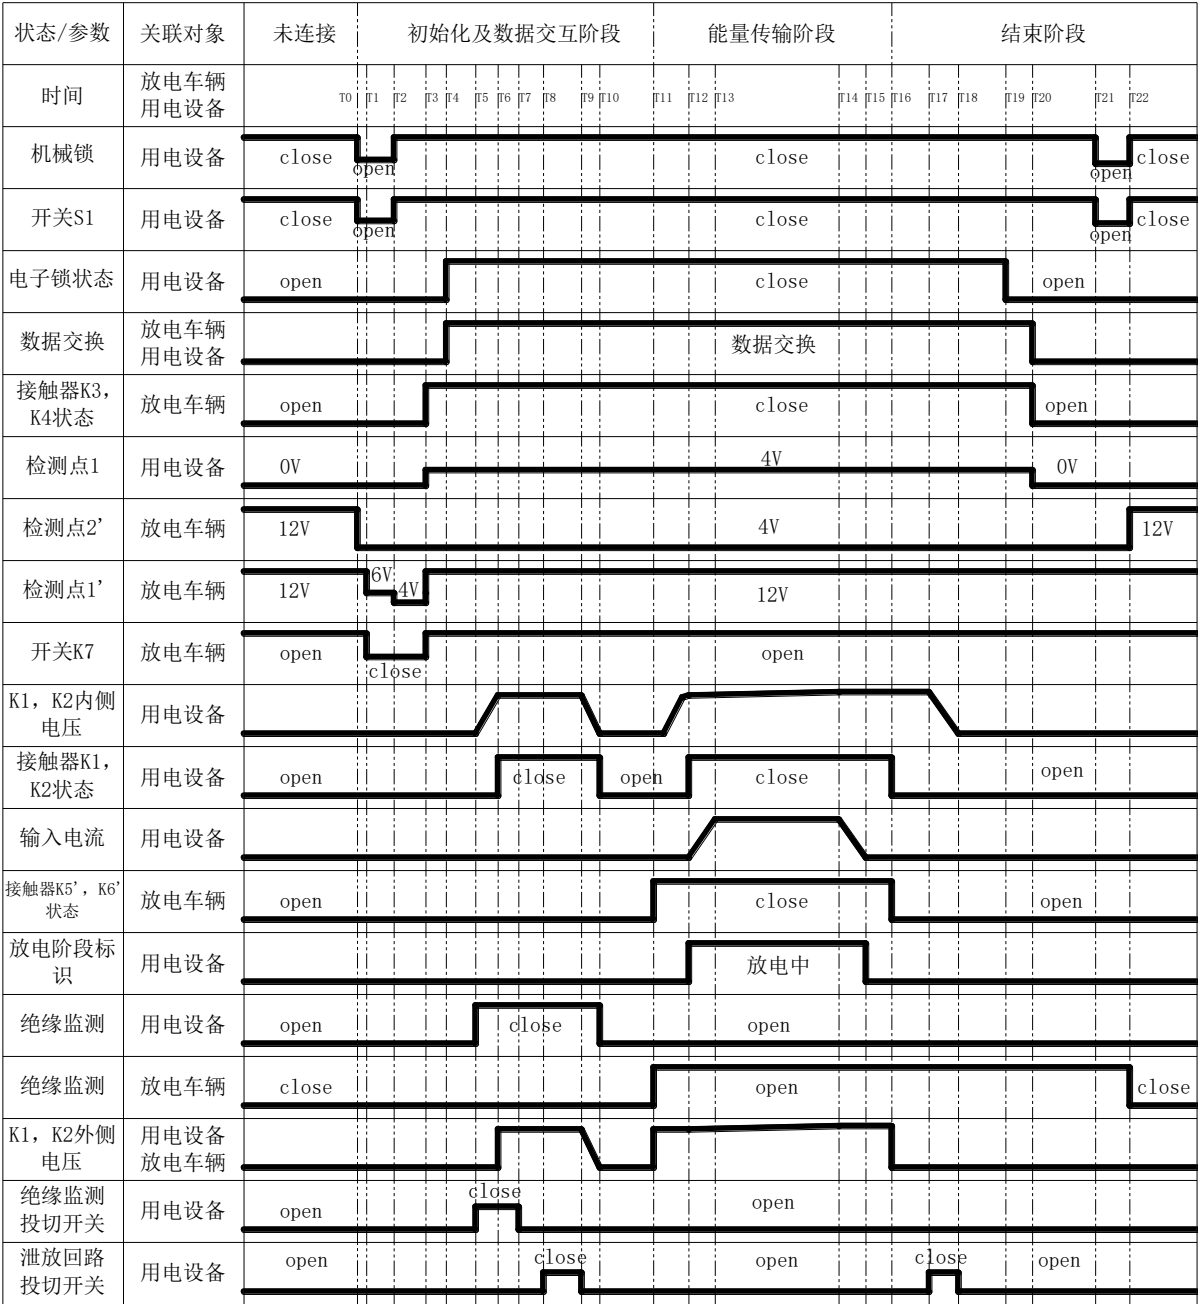 状态/参数 关联对象 未连接 初始化及数据交互阶段 能量传输阶段 结束阶段
时间 放电车辆 T0 T1 T2 T3 T4 T5 T6 T7 T8 T9 T10 T11 T12 T13 T14 T15 T16 T17 T18 T19 T20 T21 T22
用电设备
机械锁 用电设备 close open close open close
开关S1 用电设备 close open close open close
电子锁状态 用电设备 open close open
数据交换 放电车辆 数据交换
用电设备
接触器K3, 放电车辆 open close open
K4状态
检测点1 用电设备 0V 4V 0V
检测点2' 放电车辆 12V 4V 12V
检测点1' 放电车辆 12V 6V 4V 12V
开关K7 放电车辆 open close open
K1，K2内侧 用电设备
电压
接触器K1, 用电设备 open close open close open
K2状态
输入电流 用电设备
接触器K5'，K6' 放电车辆 open close open
状态
放电阶段标 用电设备 放电中
识
绝缘监测 用电设备 open close open
绝缘监测 放电车辆 close open close
K1，K2外侧 用电设备
电压 放电车辆
绝缘监测 用电设备 open close open
投切开关
泄放回路 用电设备 open close open close open
投切开关